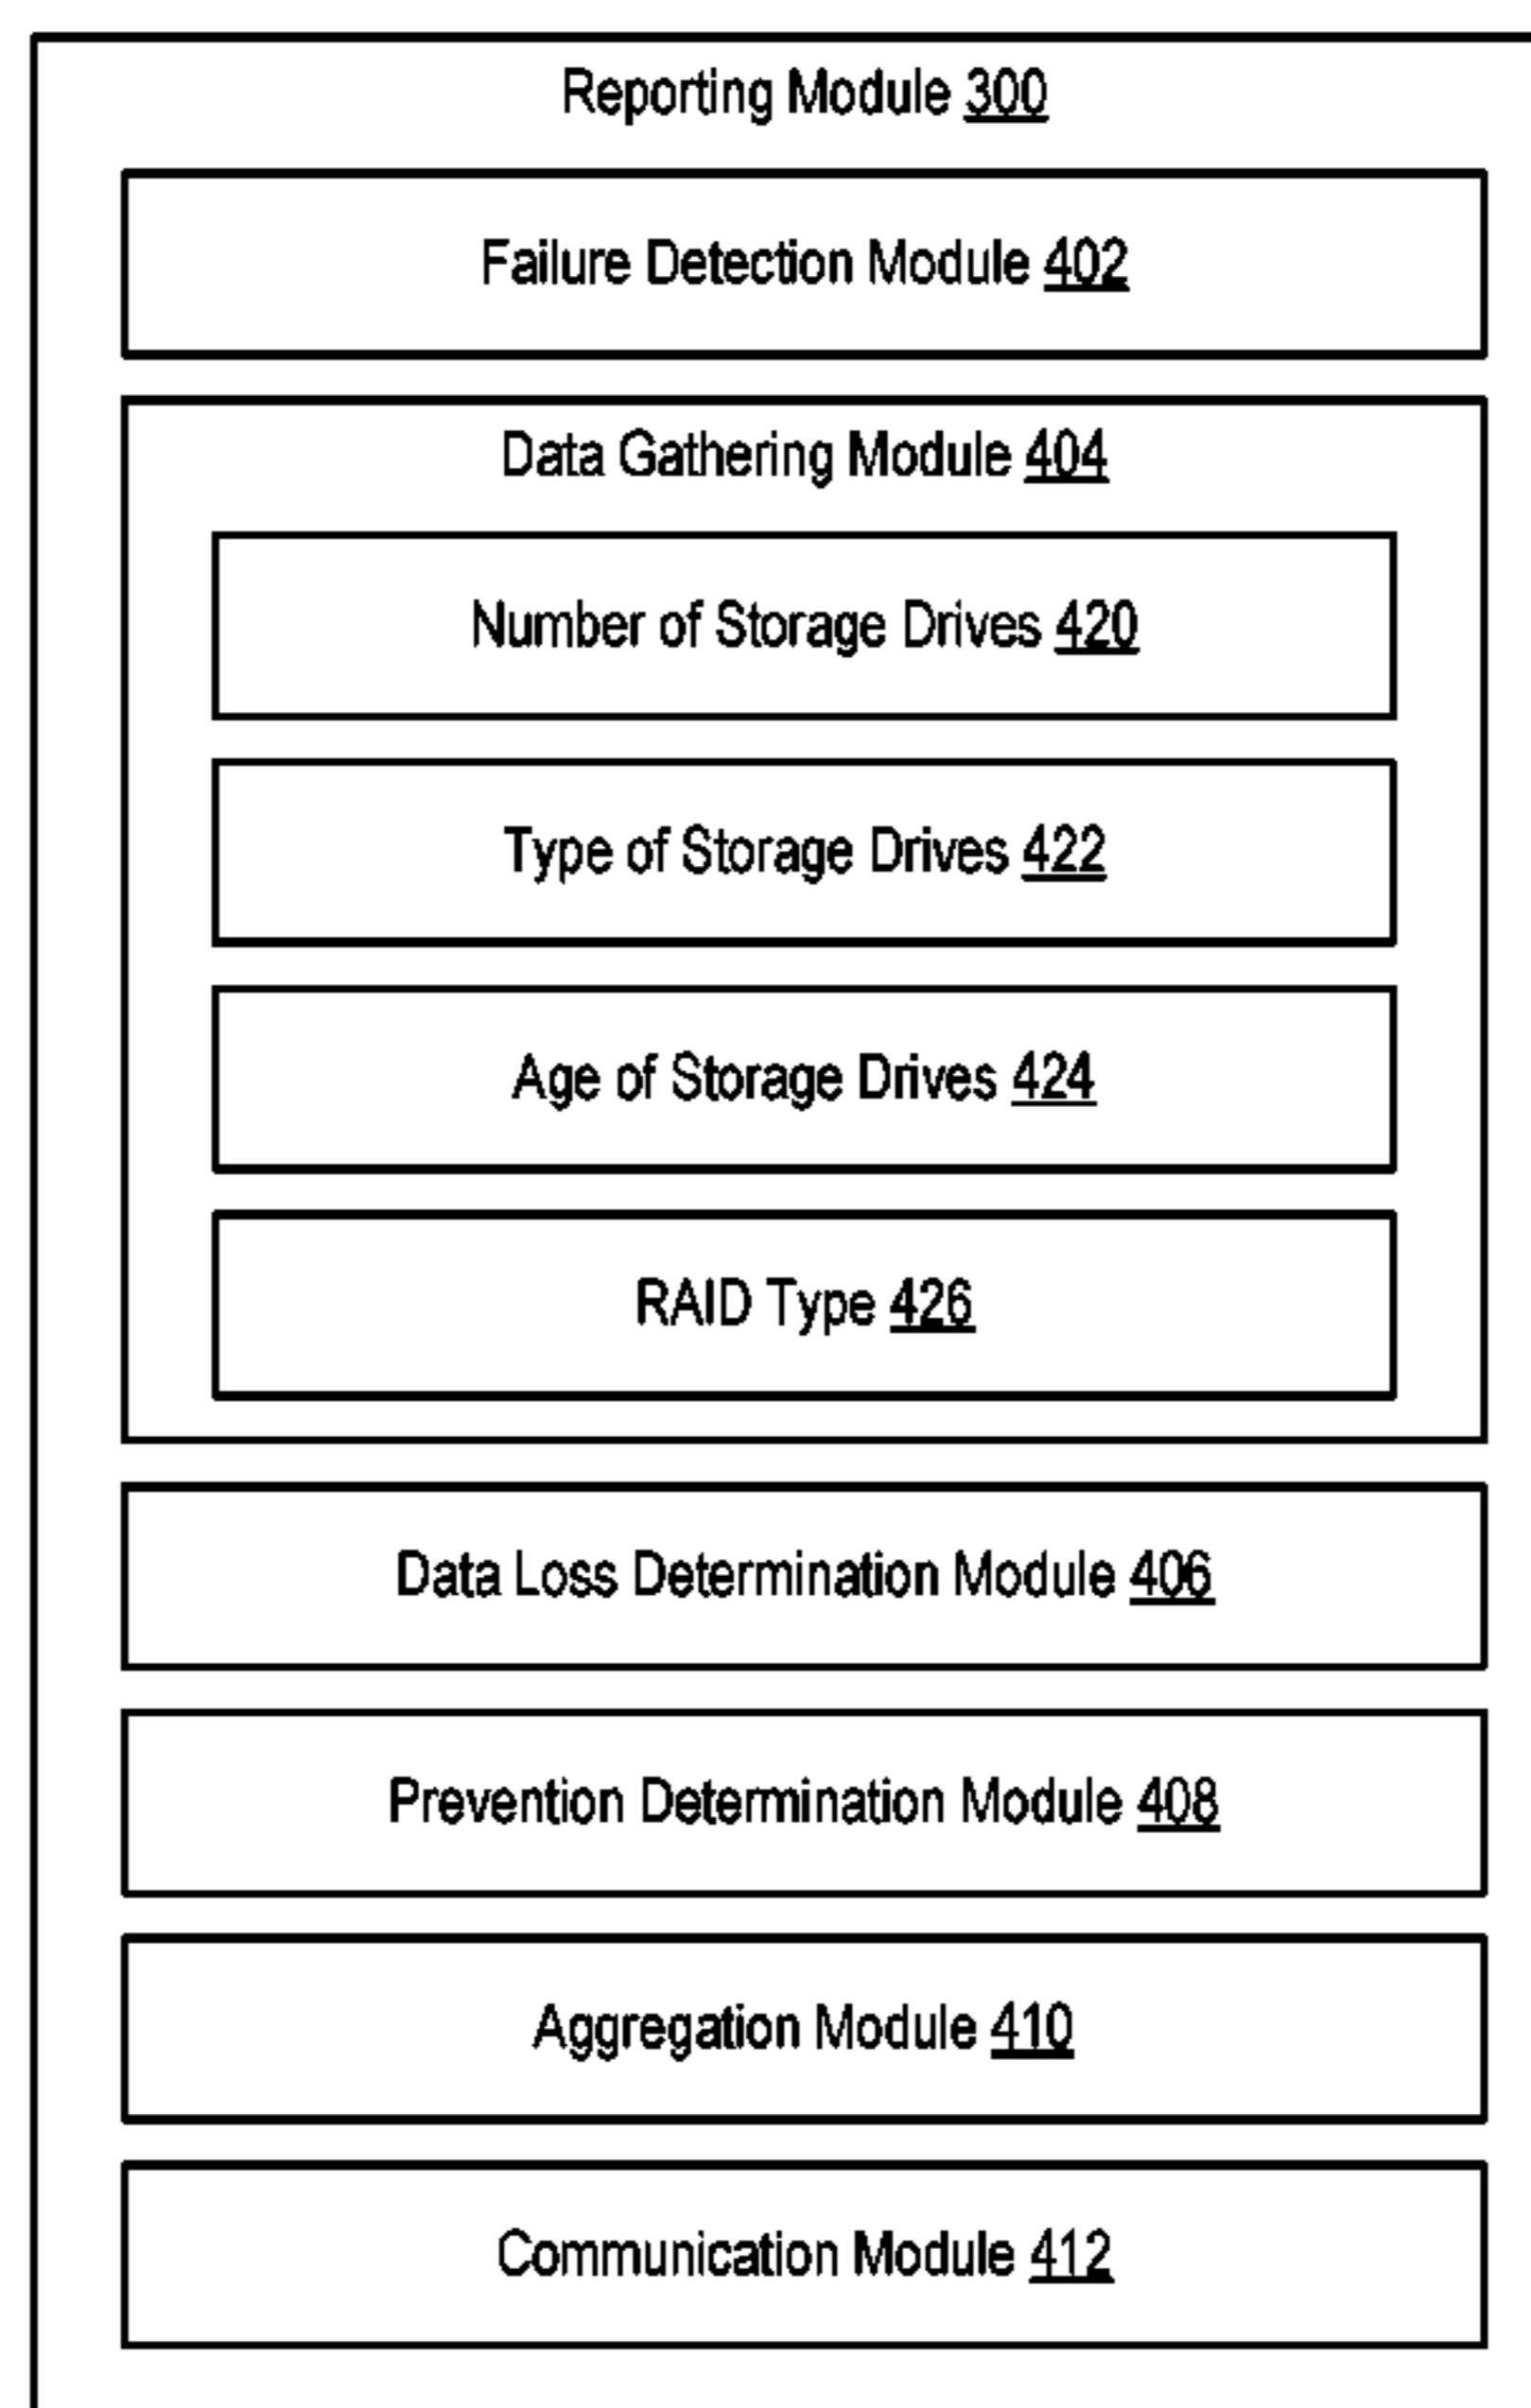 Reporting Module 300
Failure Detection Module 402
Data Gathering Module 404
Number of Storage Drives 420
Type of Storage Drives 422
Age of Storage Drives 424
RAID Type 426
Data Loss Determination Module 406
Prevention Determination Module 408
Aggregation Module 410
Communication Module 412